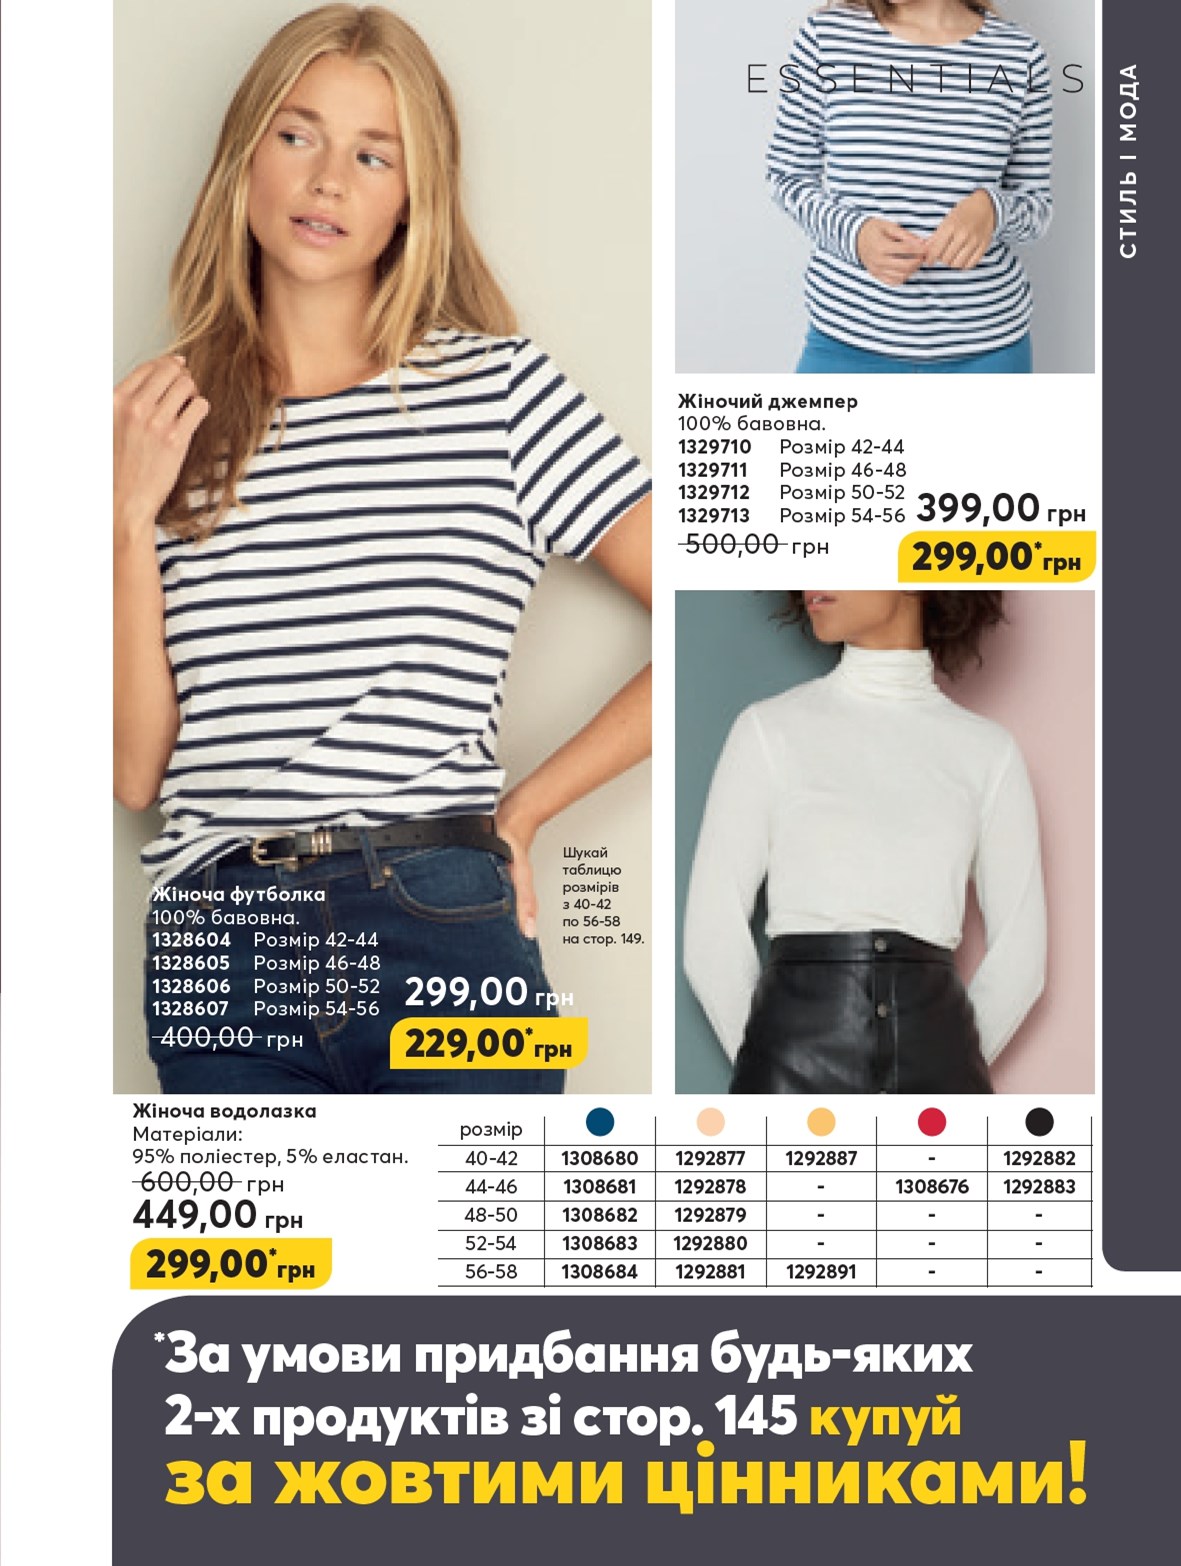 ESSENTIALS
СТИЛЬ І МОДА
Жіночий джемпер
100% бавовна.
1329710 Розмір 42-44
1329711 Розмір 46-48
1329712 Розмір 50-52
1329713 Розмір 54-56
399,00 грн
500,00 грн
299,00* грн
Шукай
таблицю
розмірів
з 40-42
по 56-58
на стор. 149.
Жіноча футболка
100% бавовна.
1328604 Розмір 42-44
1328605 Розмір 46-48
1328606 Розмір 50-52
1328607 Розмір 54-56
299,00 грн
400,00 грн
229,00* грн
Жіноча водолазка
Матеріали:
95% поліестер, 5% еластан.
600,00 грн
449,00 грн
299,00* грн
розмір
40-42 1308680 1292877 1292887 - 1292882
44-46 1308681 1292878 - 1308676 1292883
48-50 1308682 1292879 - - -
52-54 1308683 1292880 - - -
56-58 1308684 1292881 1292891 - -
*За умови придбання будь-яких
2-х продуктів зі стор. 145 купуй
за жовтими цінниками!